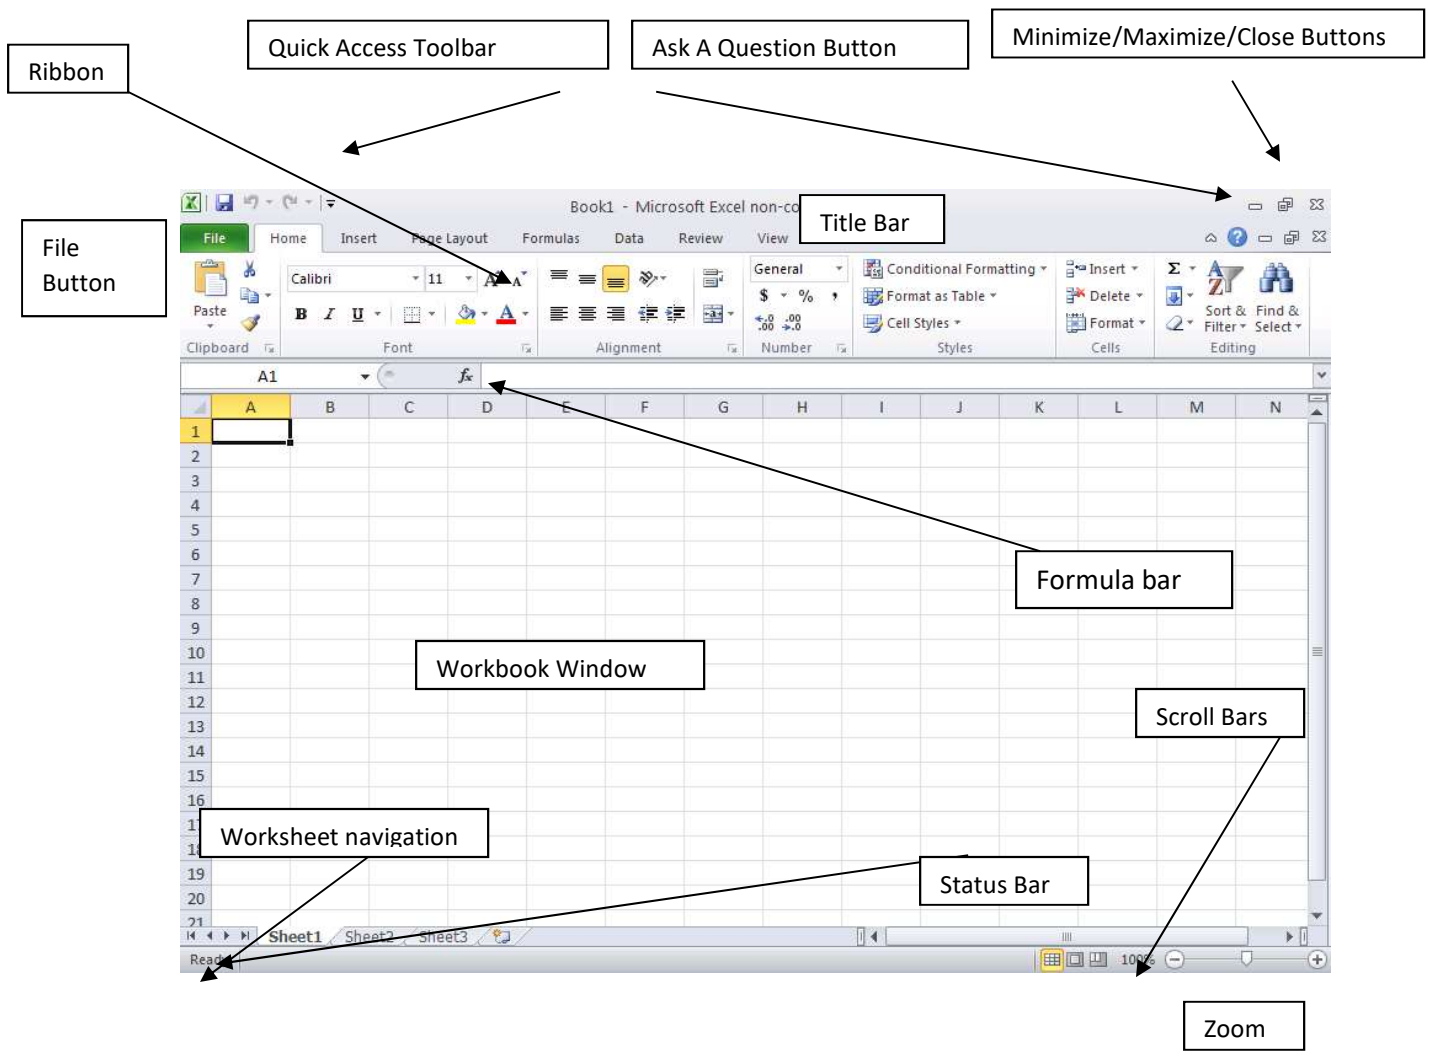 Quick Access Toolbar
Ask A Question Button
Minimize/Maximize/Close Buttons
Ribbon
File
Button
Book1 - Microsoft Excel non-co
Title Bar
File Home Insert Page Layout Formulas Data Review View
Calibri 11 A A General Conditional Formatting Insert Σ
$ % , Format as Table Delete
Paste B I U A .0 .00 Cell Styles Format Sort & Find &
.00 .0 Filter Select
Clipboard Font Alignment Number Styles Cells Editing
A1 fx
A B C D E F G H I J K L M N
1
2
3
4
5
6
7
Formula bar
8
9
10
Workbook Window
11
12
Scroll Bars
13
14
15
16
Worksheet navigation
19
Status Bar
20
21
Sheet1 Sheet2 Sheet3
100%
Zoom